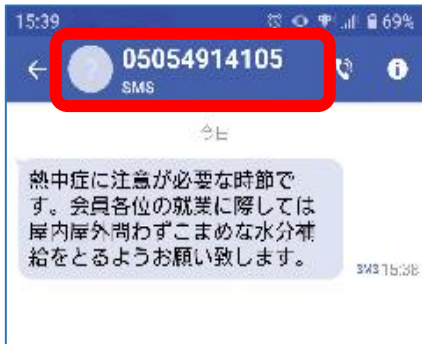 15:39 69%
05054914105
SMS
今日
熱中症に注意が必要な時節で
す。会員各位の就業に際しては
屋内屋外問わずこまめな水分補
給をとるようお願い致します。
SMS 15:38